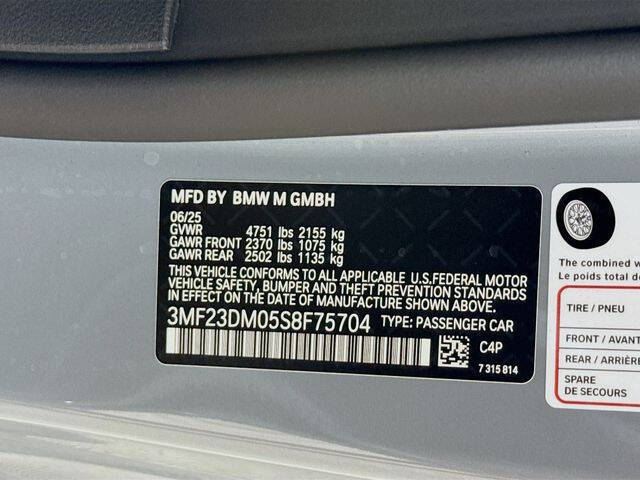 MFD BY BMW M GMBH
06/25
GVWR 4751 lbs 2155 kg
GAWR FRONT 2370 lbs 1075 kg
GAWR REAR 2502 lbs 1135 kg
THIS VEHICLE CONFORMS TO ALL APPLICABLE U.S.FEDERAL MOTOR
VEHICLE SAFETY, BUMPER, AND THEFT PREVENTION STANDARDS
IN EFFECT ON THE DATE OF MANUFACTURE SHOWN ABOVE.
3MF23DM05S8F75704 TYPE: PASSENGER CAR
C4P
7 315 814
The combined w
Le poids total de
TIRE / PNEU
FRONT / AVANT
REAR / ARRIÈRE
SPARE
DE SECOURS